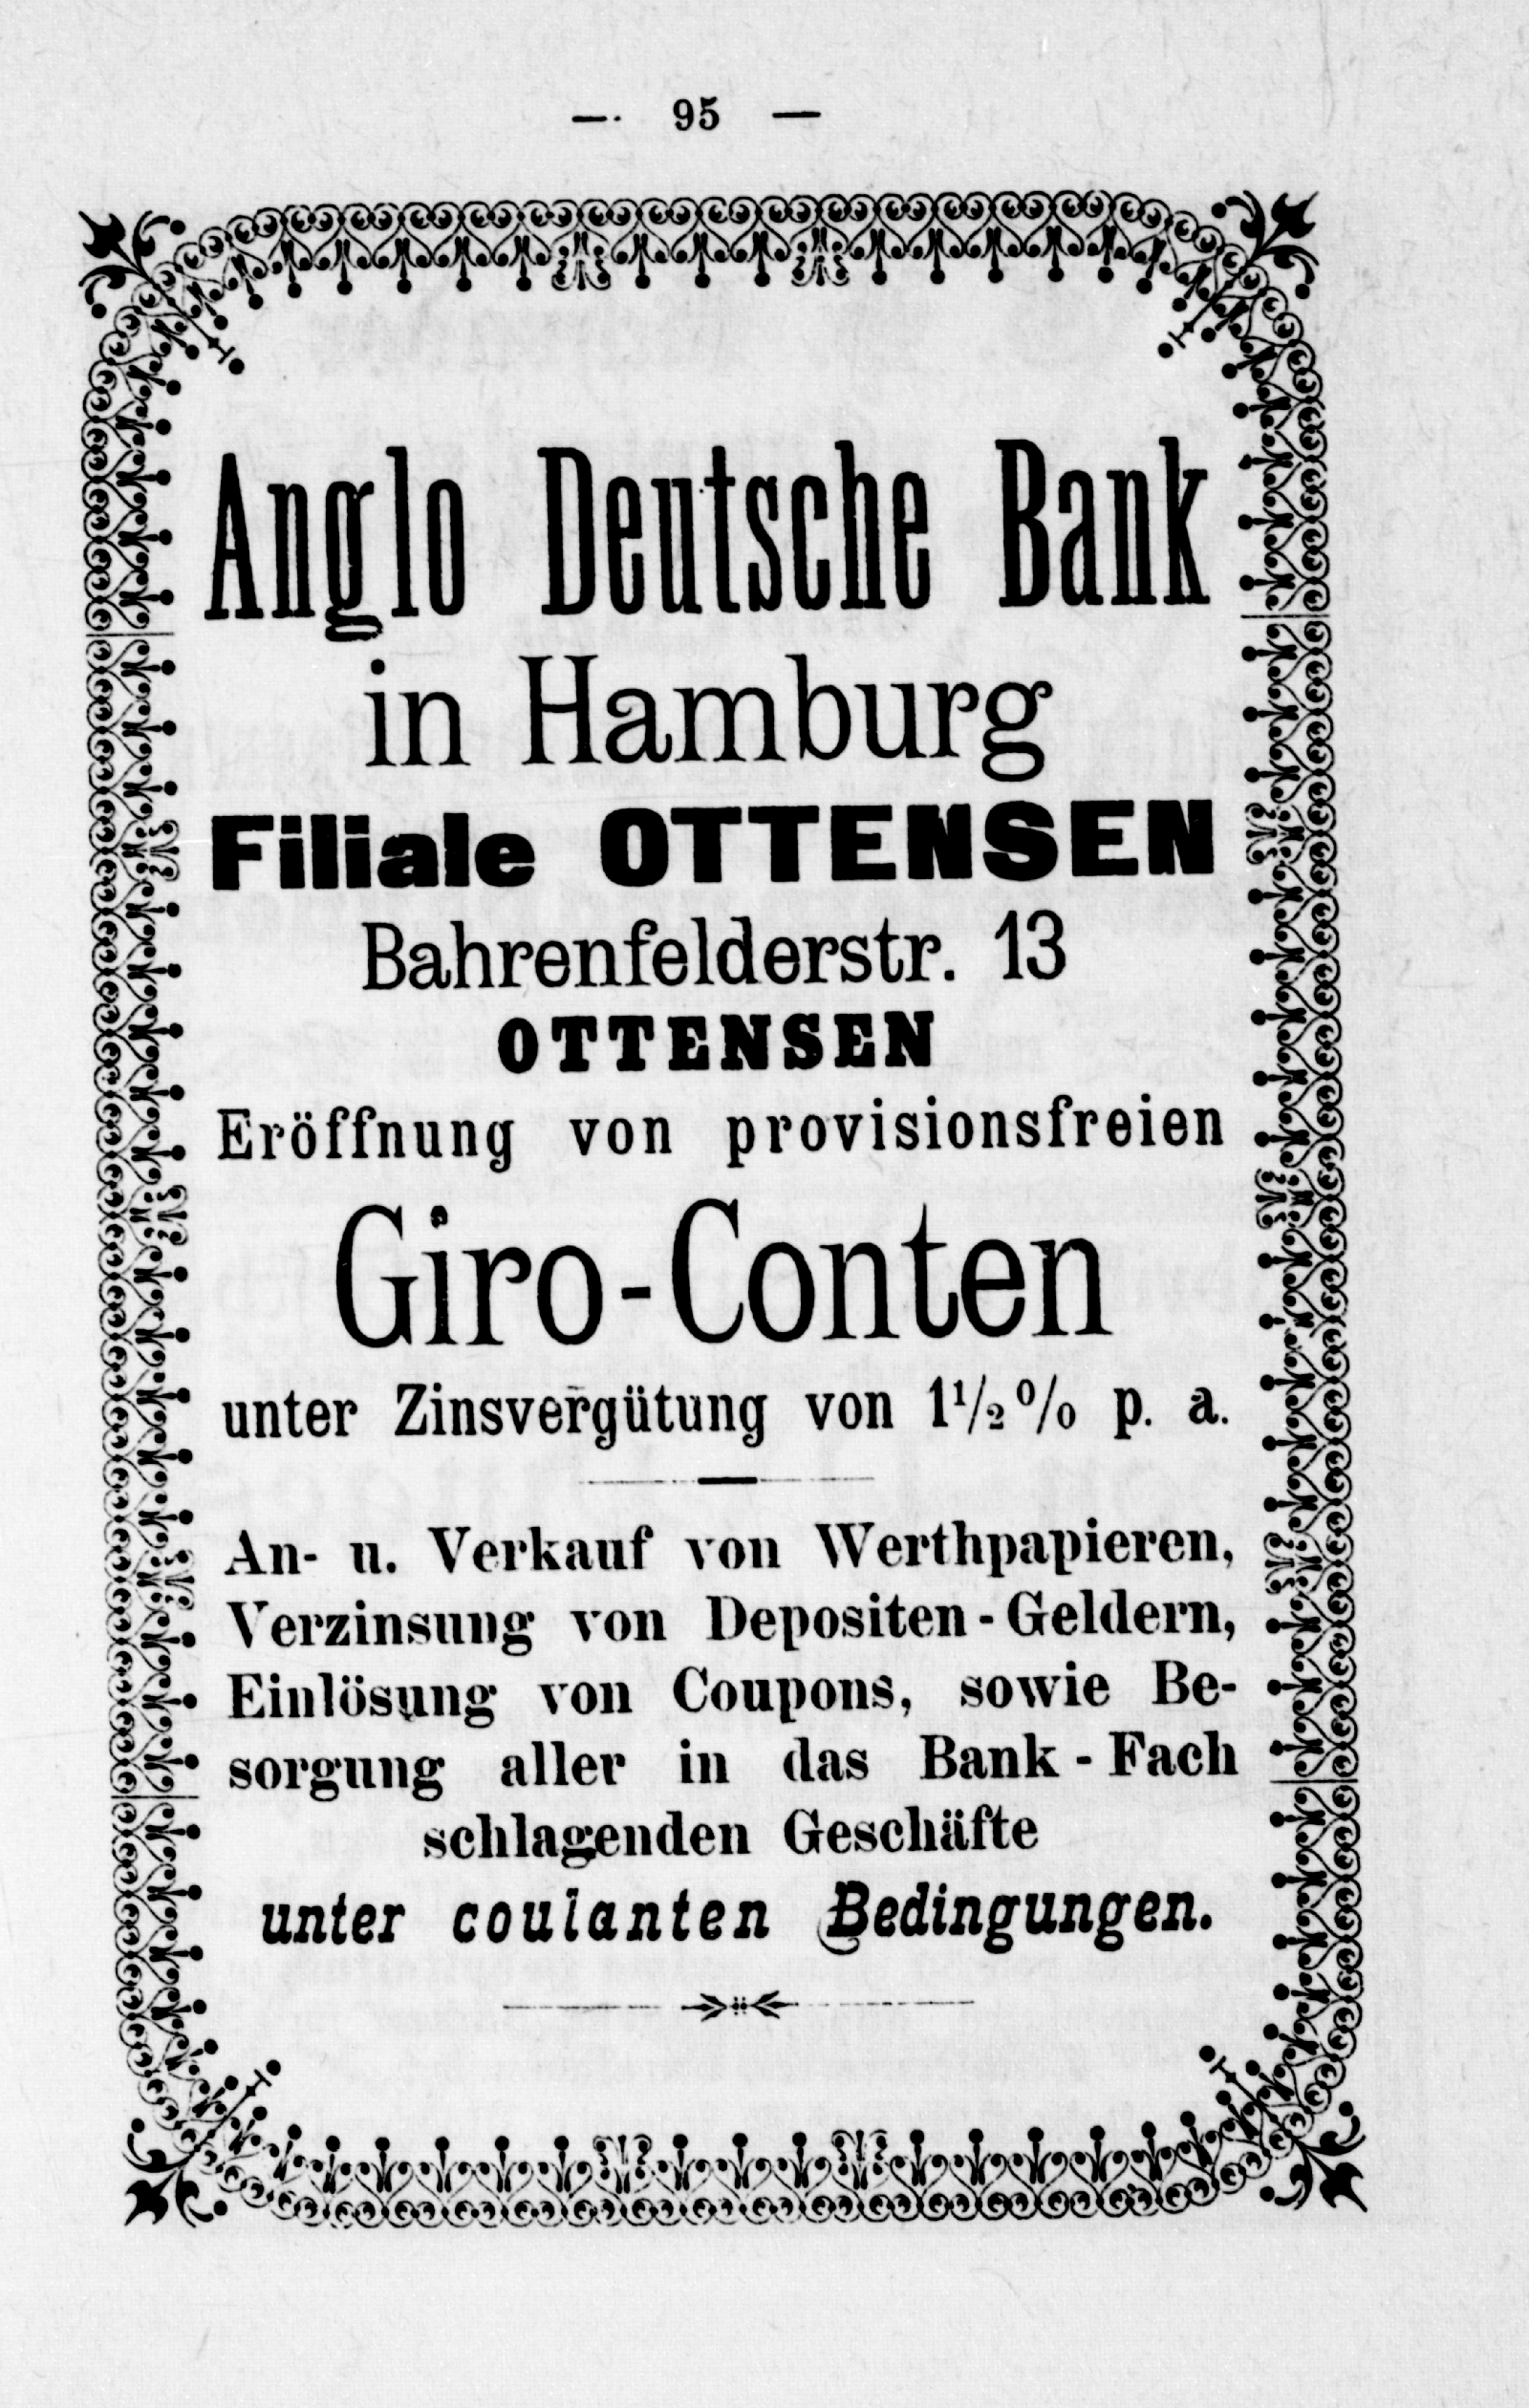 — 95 —
Anglo Deutsche Bank
in Hamburg
Filiale OTTENSEN
Bahrenfelderstr. 13
OTTENSEN
Eröffnung von provisionsfreien
Giro-Conten
unter Zinsvergütung von 1½% p. a.
An- u. Verkauf von Werthpapieren,
Verzinsung von Depositen-Geldern,
Einlösung von Coupons, sowie Be-
sorgung aller in das Bank-Fach
schlagenden Geschäfte
unter coulanten Bedingungen.